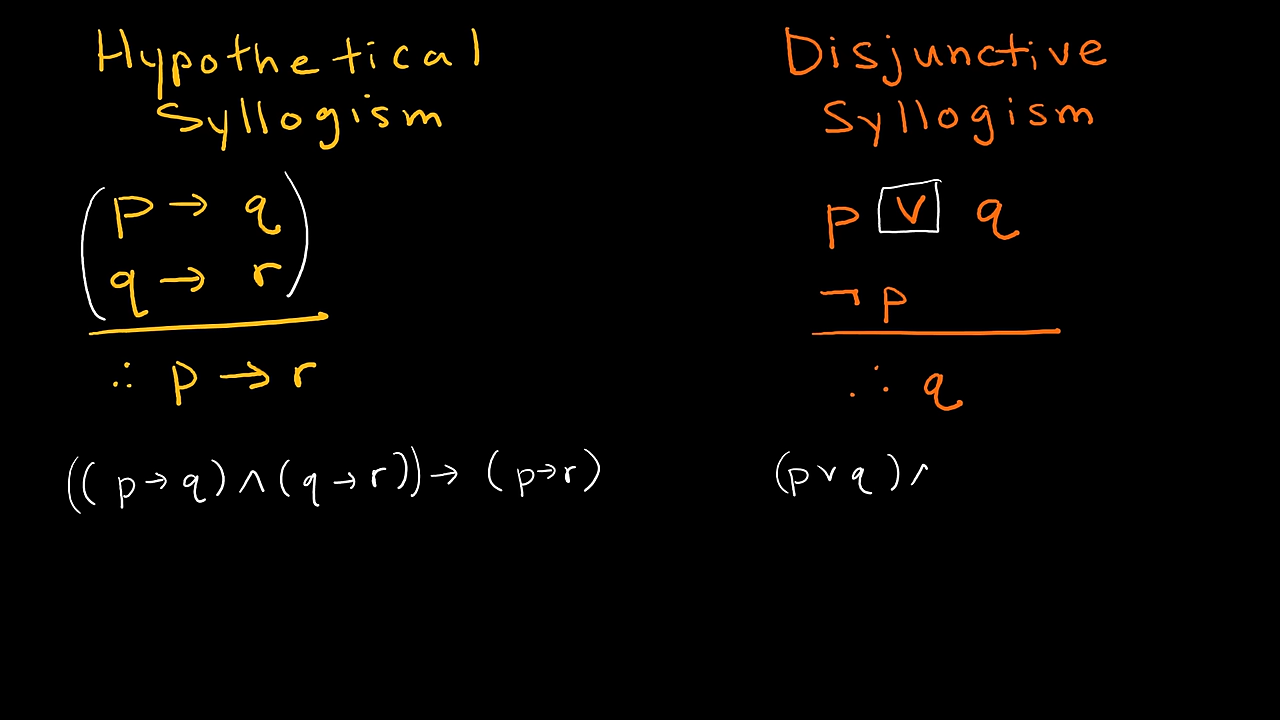 Hypothetical
Syllogism
(p → q
q → r)
∴ p → r
((p→q)∧(q→r))→(p→r)
Disjunctive
Syllogism
p ∨ q
¬p
∴ q
(p∨q)∧